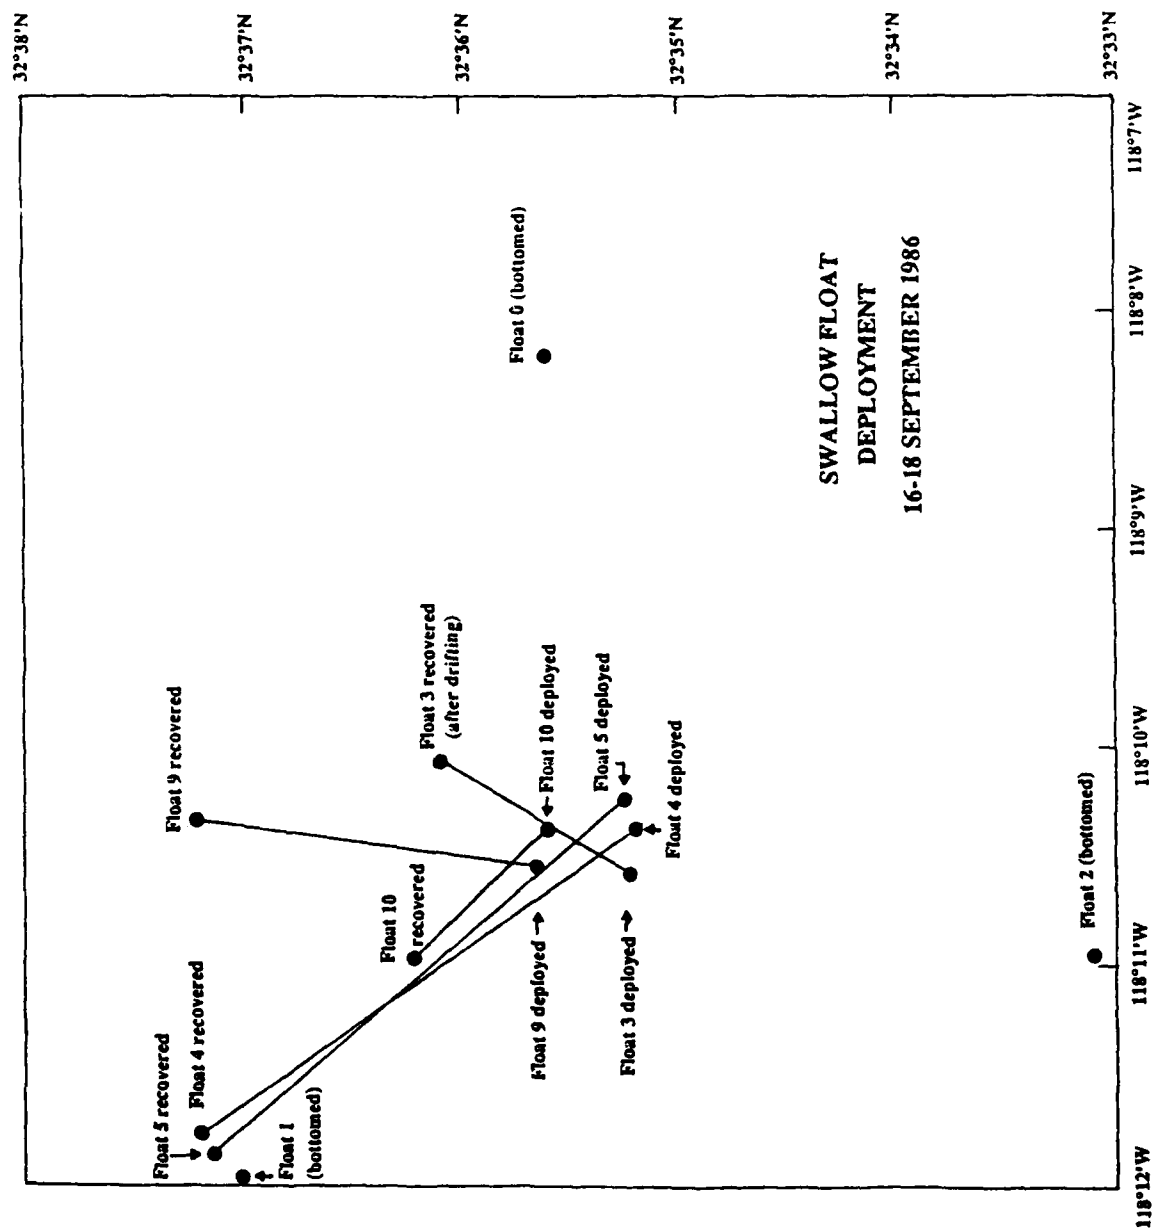 32°38'N
32°37'N
32°36'N
32°35'N
32°34'N
32°33'N
118°12'W
118°11'W
118°10'W
118°9'W
118°8'W
118°7'W
Float 5 recovered
Float 4 recovered
Float 1
(bottomed)
Float 9 recovered
Float 10
recovered
Float 3 recovered
(after drifting)
Float 9 deployed
Float 10 deployed
Float 3 deployed
Float 5 deployed
Float 4 deployed
Float 0 (bottomed)
Float 2 (bottomed)
SWALLOW FLOAT
DEPLOYMENT
16-18 SEPTEMBER 1986